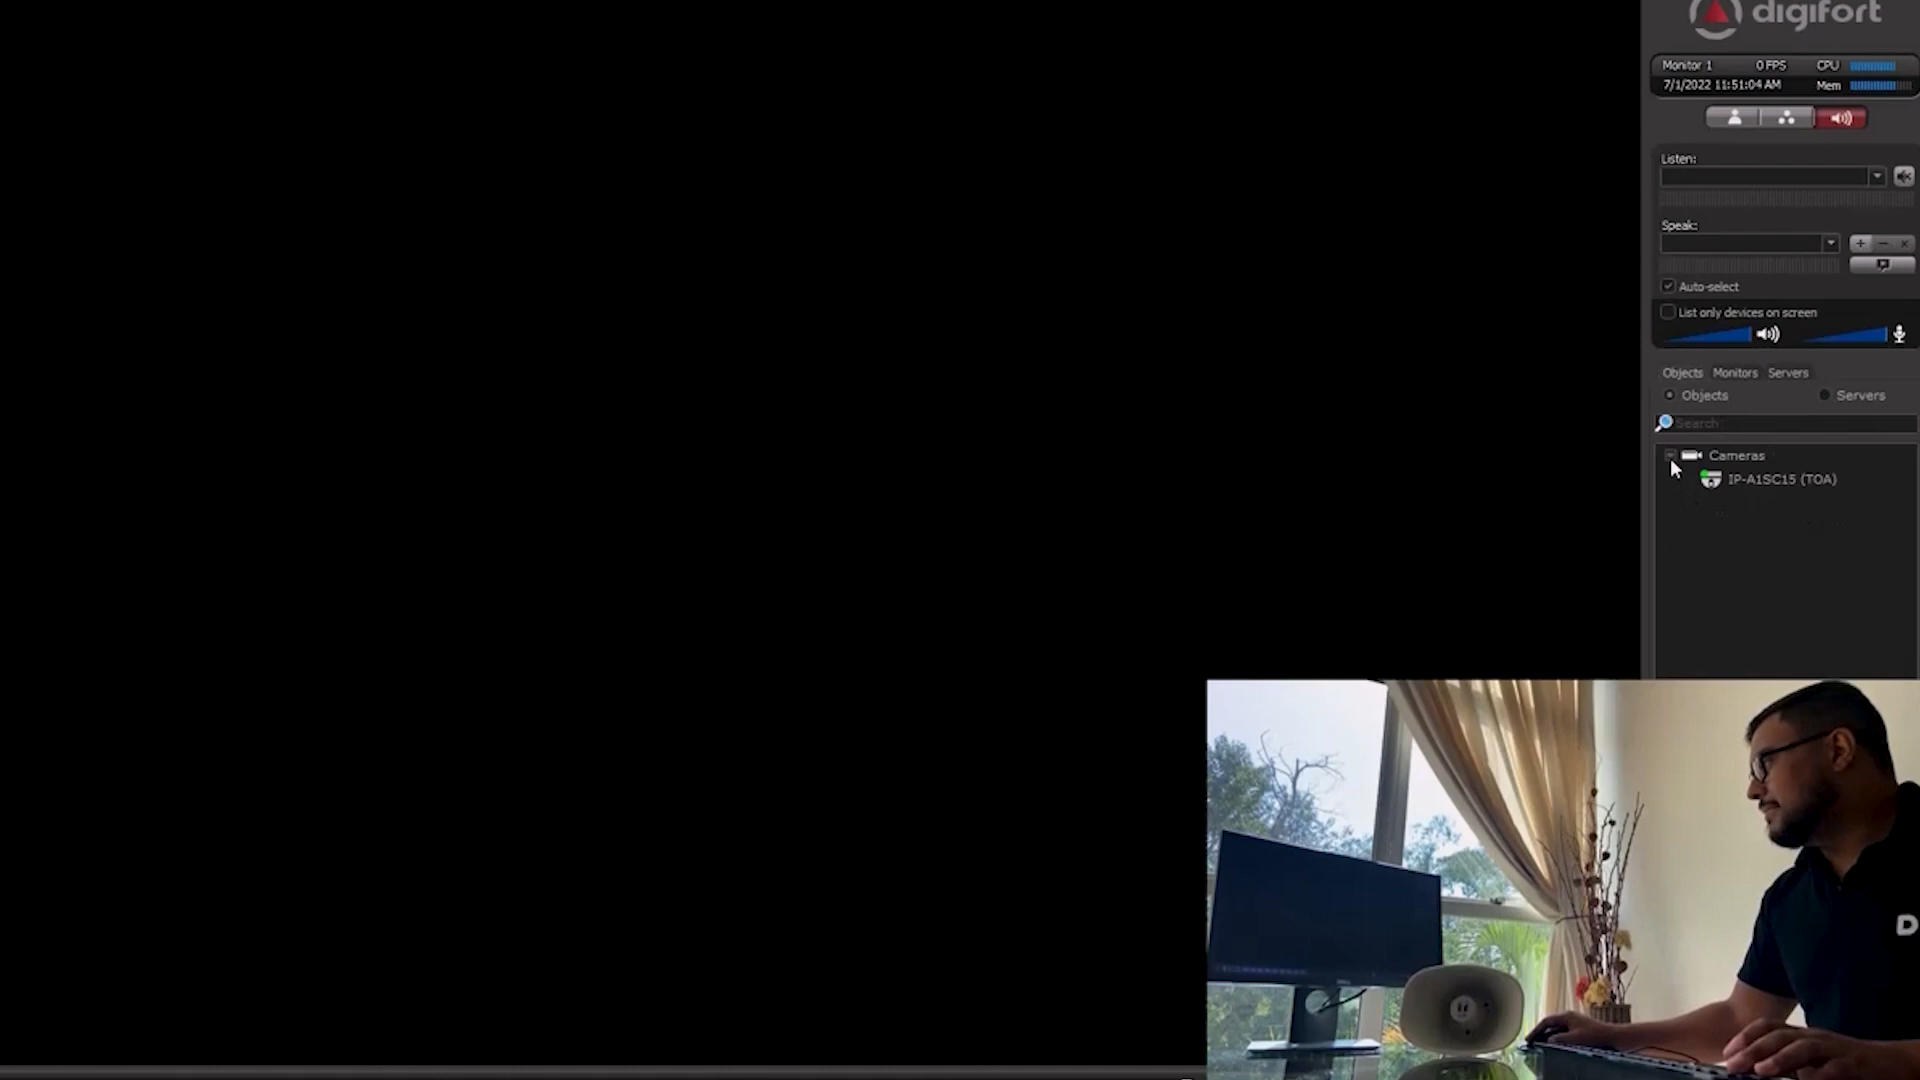 digifort
Monitor 1 0 FPS CPU
7/1/2022 11:51:04 AM Mem
Listen:
Speak:
Auto-select
List only devices on screen
Objects Monitors Servers
Objects Servers
Search
Cameras
IP-A1SC15 (TOA)
D